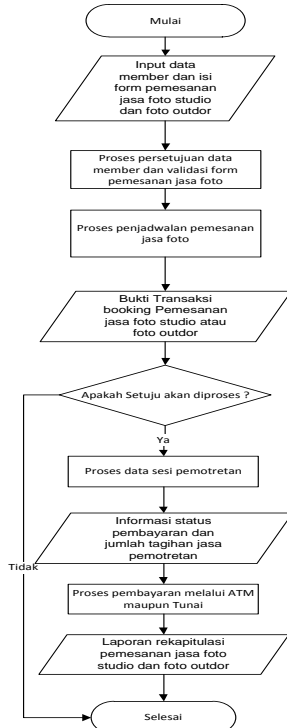 Mulai
Input data
member dan isi
form pemesanan
jasa foto studio
dan foto outdor
Proses persetujuan data
member dan validasi form
pemesanan jasa foto
Proses penjadwalan pemesanan
jasa foto
Bukti Transaksi
booking Pemesanan
jasa foto studio atau
foto outdor
Apakah Setuju akan diproses ?
Ya
Proses data sesi pemotretan
Informasi status
pembayaran dan
jumlah tagihan jasa
pemotretan
Tidak
Proses pembayaran melalui ATM
maupun Tunai
Laporan rekapitulasi
pemesanan jasa foto
studio dan foto outdor
Selesai